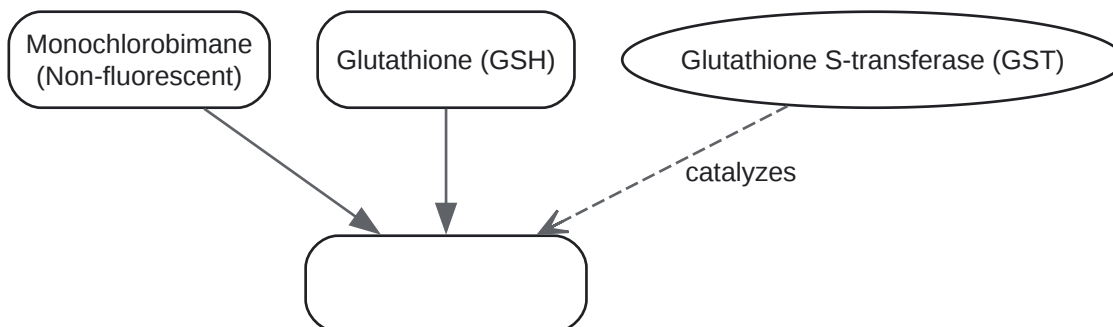 Monochlorobimane
(Non-fluorescent)
Glutathione (GSH)
Glutathione S-transferase (GST)
catalyzes